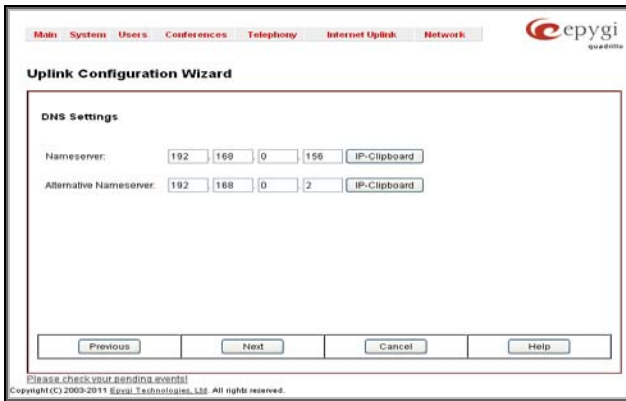 Main System Users Conferences Telephony Internet Uplink Network
epygi
quadrillo
Uplink Configuration Wizard
DNS Settings
Nameserver: 192 . 168 . 0 . 156 IP-Clipboard
Alternative Nameserver: 192 . 168 . 0 . 2 IP-Clipboard
Previous Next Cancel Help
Please check your pending events!
Copyright (C) 2003-2011 Epygi Technologies, Ltd. All rights reserved.